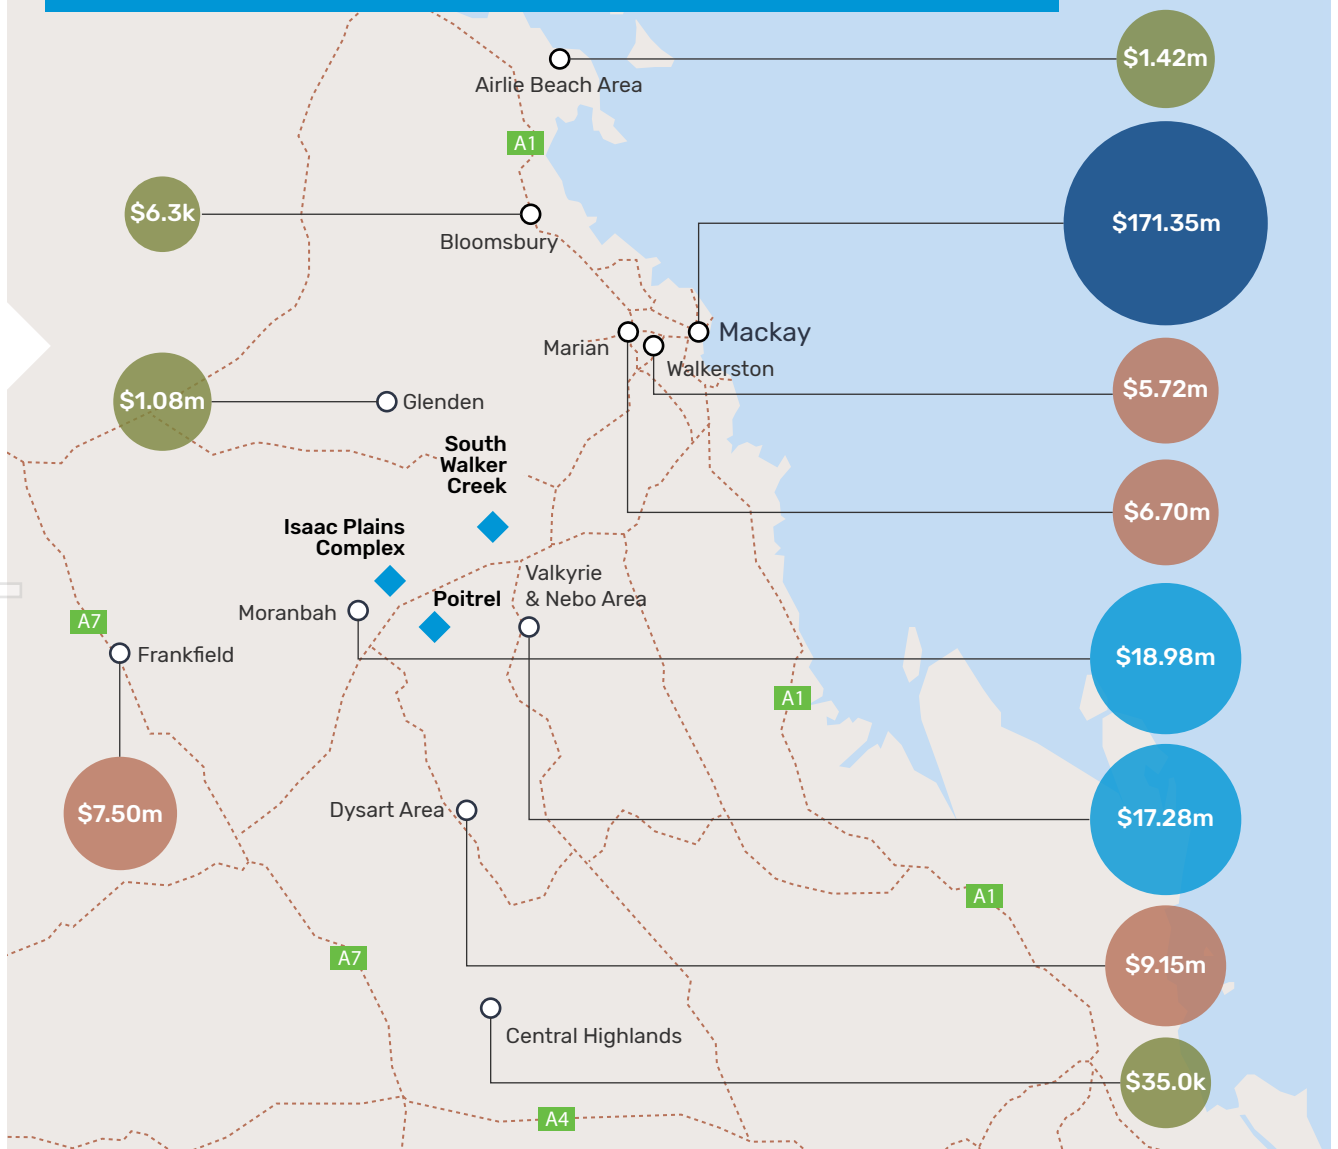 $1.42m
Airlie Beach Area
A1
$6.3k
Bloomsbury
$171.35m
Mackay
Marian
Walkerston
$5.72m
$1.08m
Glenden
South
Walker
Creek
$6.70m
Isaac Plains
Complex
Valkyrie
& Nebo Area
Poitrel
Moranbah
A7
Frankfield
$18.98m
A1
$7.50m
Dysart Area
$17.28m
A1
A7
$9.15m
Central Highlands
$35.0k
A4